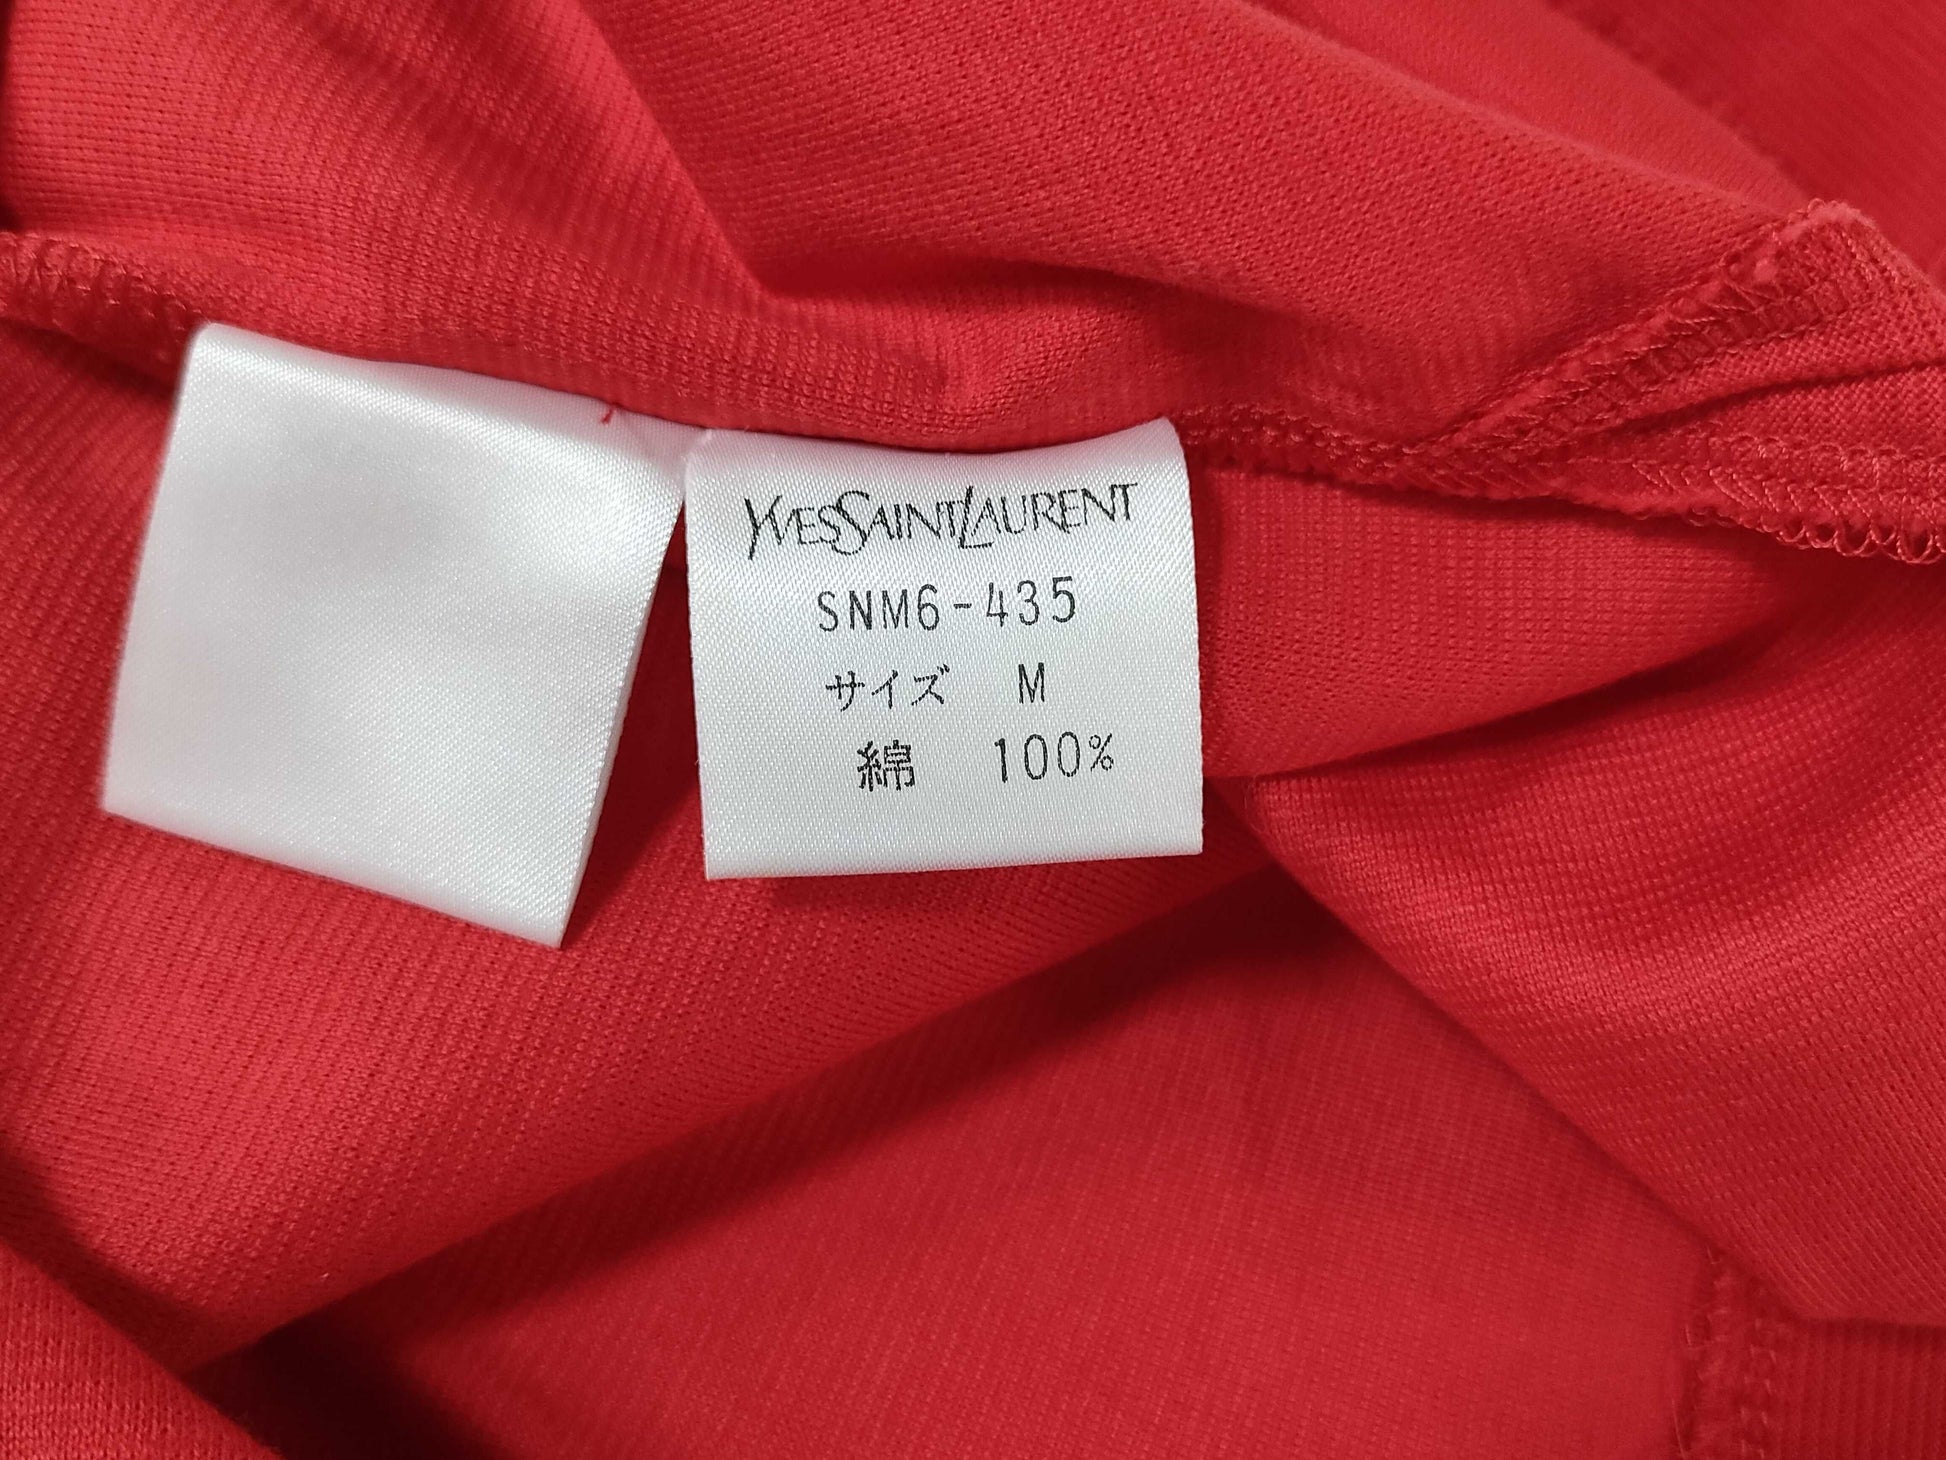 YVESSAINTLAURENT
SNM6-435
サイズ M
綿 100%